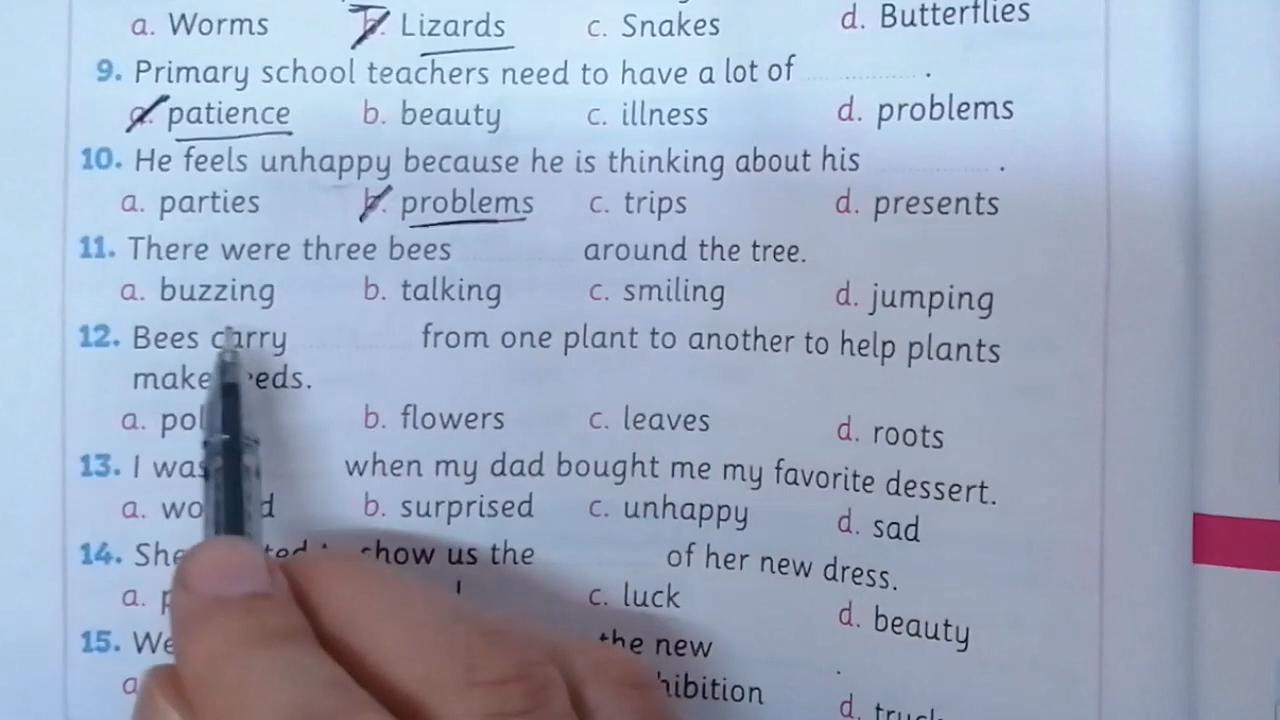 a. Worms b. Lizards c. Snakes d. Butterflies
9. Primary school teachers need to have a lot of .............. .
a. patience b. beauty c. illness d. problems
10. He feels unhappy because he is thinking about his .............. .
a. parties b. problems c. trips d. presents
11. There were three bees around the tree.
a. buzzing b. talking c. smiling d. jumping
12. Bees carry .............. from one plant to another to help plants
make
a. b. flowers c. leaves d. roots
13. I was when my dad bought me my favorite dessert.
a. b. surprised c. unhappy d. sad
14. She show us the of her new dress.
a. c. luck d. beauty
15. We the new
a